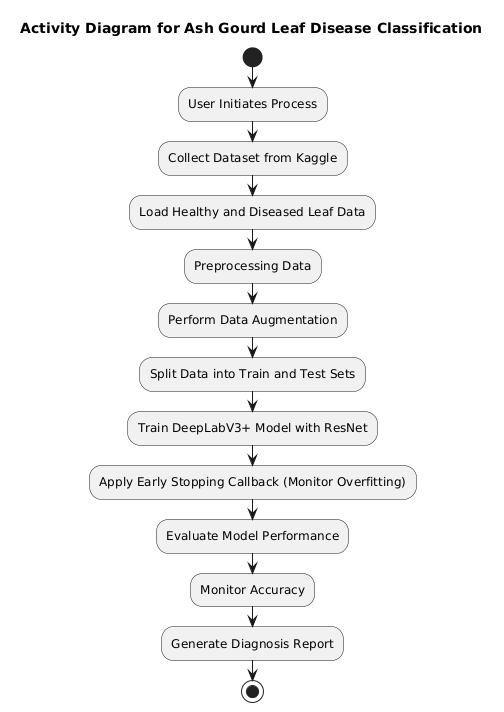 Activity Diagram for Ash Gourd Leaf Disease Classification
User Initiates Process
Collect Dataset from Kaggle
Load Healthy and Diseased Leaf Data
Preprocessing Data
Perform Data Augmentation
Split Data into Train and Test Sets
Train DeepLabV3+ Model with ResNet
Apply Early Stopping Callback (Monitor Overfitting)
Evaluate Model Performance
Monitor Accuracy
Generate Diagnosis Report